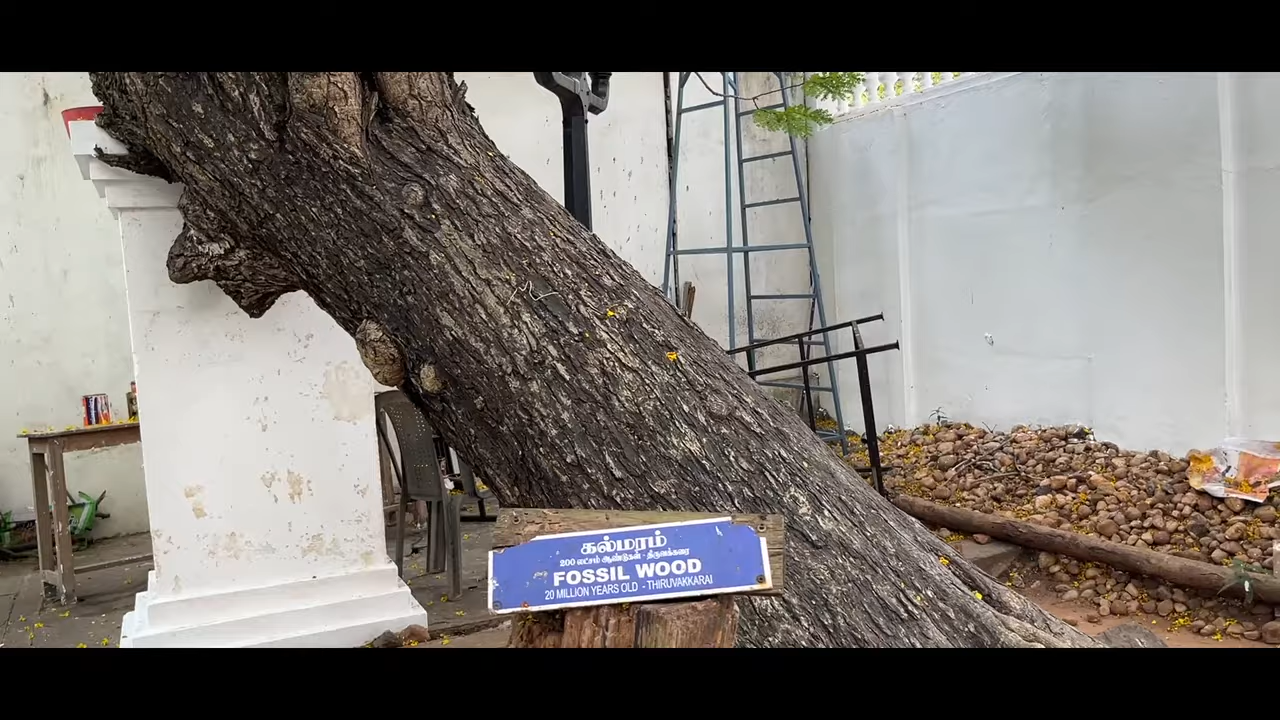 கல்மரம்
200 லட்சம் ஆண்டுகள் - திருவக்கரை
FOSSIL WOOD
20 MILLION YEARS OLD - THIRUVAKKARAI